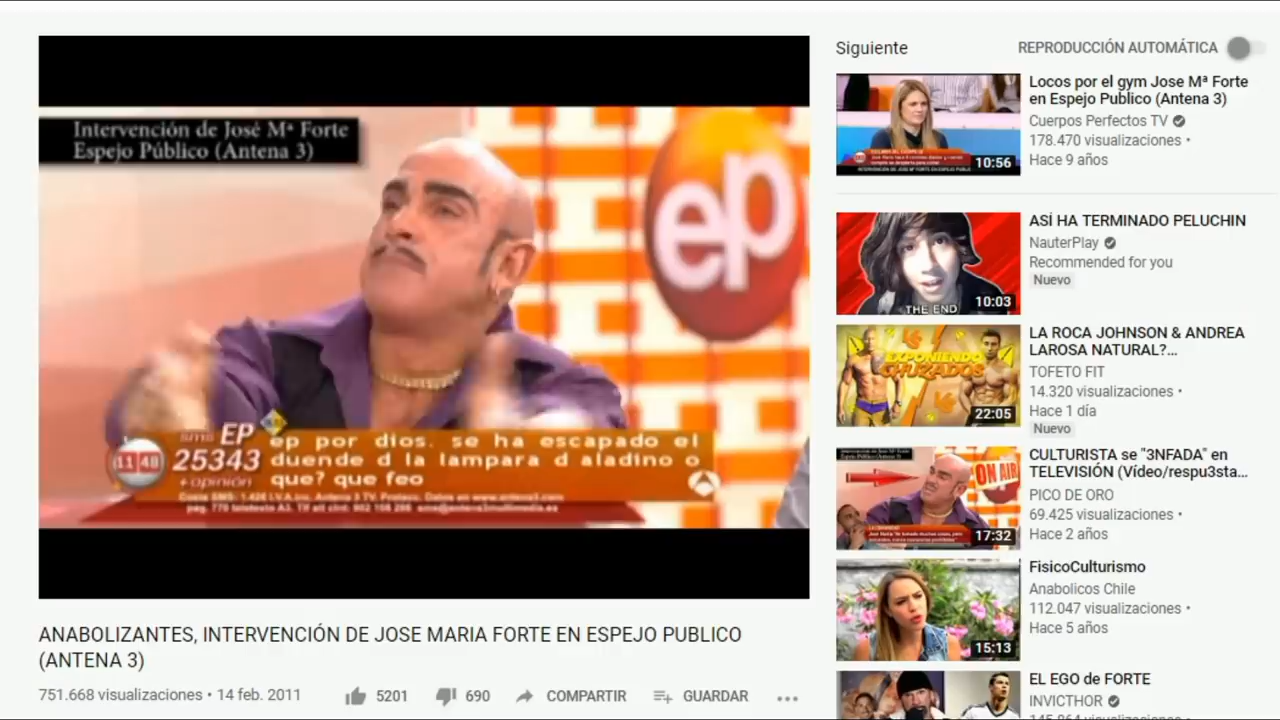 Intervención de José Mª Forte
Espejo Público (Antena 3)
ep
11 48
sms EP
25343
+opinión
ep por dios. se ha escapado el
duende d la lampara d aladino o
que? que feo
ANABOLIZANTES, INTERVENCIÓN DE JOSE MARIA FORTE EN ESPEJO PUBLICO
(ANTENA 3)
751.668 visualizaciones • 14 feb. 2011
5201
690
COMPARTIR
GUARDAR
Siguiente
REPRODUCCIÓN AUTOMÁTICA
10:56
Locos por el gym Jose Mª Forte
en Espejo Publico (Antena 3)
Cuerpos Perfectos TV
178.470 visualizaciones •
Hace 9 años
THE END
10:03
ASÍ HA TERMINADO PELUCHIN
NauterPlay
Recommended for you
Nuevo
EXPONIENDO
CHUZADOS
22:05
LA ROCA JOHNSON & ANDREA
LAROSA NATURAL?...
TOFETO FIT
14.320 visualizaciones •
Hace 1 día
Nuevo
ON AIR
17:32
CULTURISTA se "3NFADA" en
TELEVISIÓN (Vídeo/respu3sta...
PICO DE ORO
69.425 visualizaciones •
Hace 2 años
15:13
FisicoCulturismo
Anabolicos Chile
112.047 visualizaciones •
Hace 5 años
EL EGO de FORTE
INVICTHOR